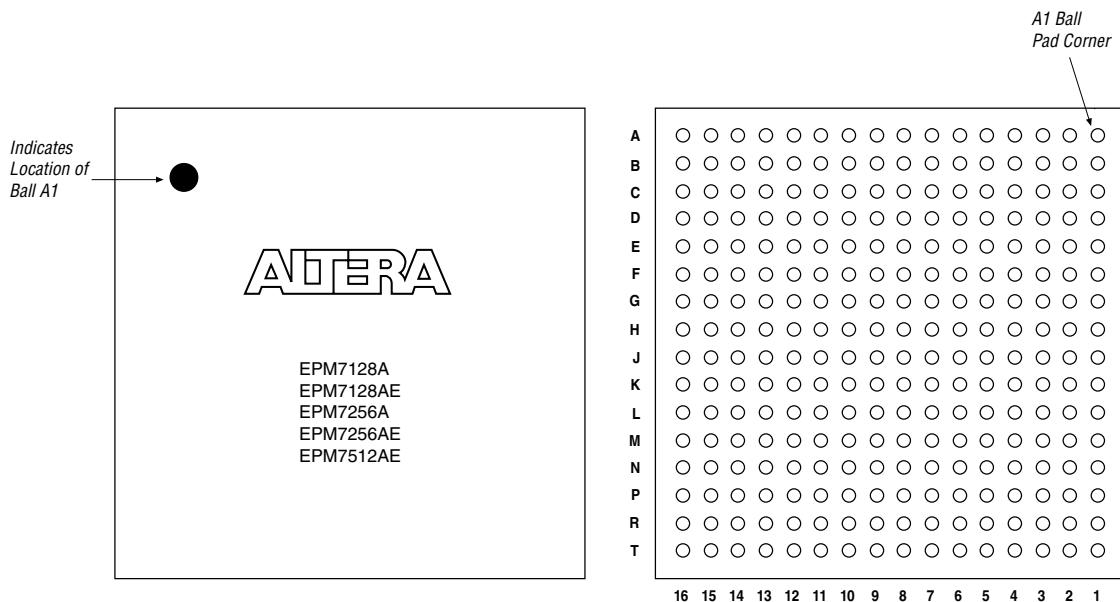 A1 Ball
Pad Corner
Indicates
Location of
Ball A1
ALTERA
EPM7128A
EPM7128AE
EPM7256A
EPM7256AE
EPM7512AE
A
B
C
D
E
F
G
H
J
K
L
M
N
P
R
T
16 15 14 13 12 11 10 9 8 7 6 5 4 3 2 1